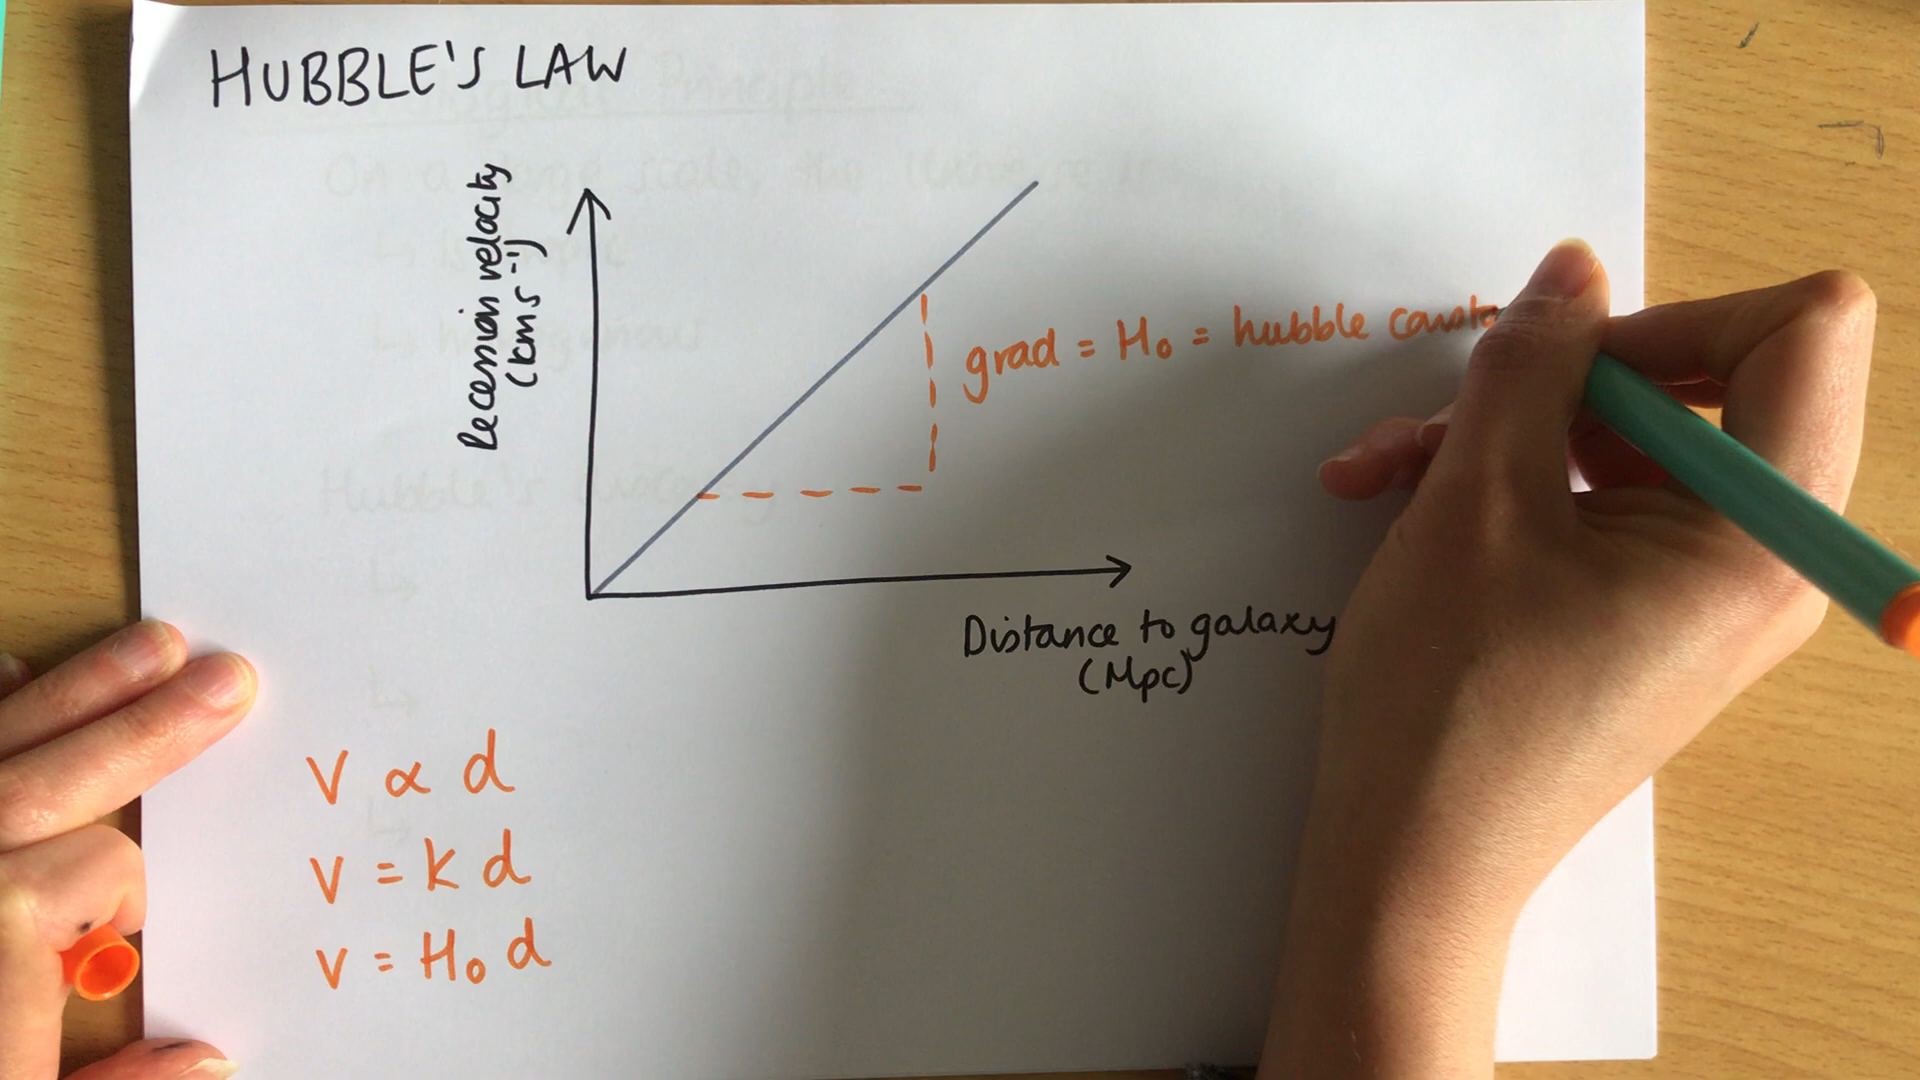 HUBBLE'S LAW
Recession velocity
(kms⁻¹)
grad = H₀ = hubble
Distance to galaxy
(Mpc)
V ∝ d
V = k d
V = H₀ d